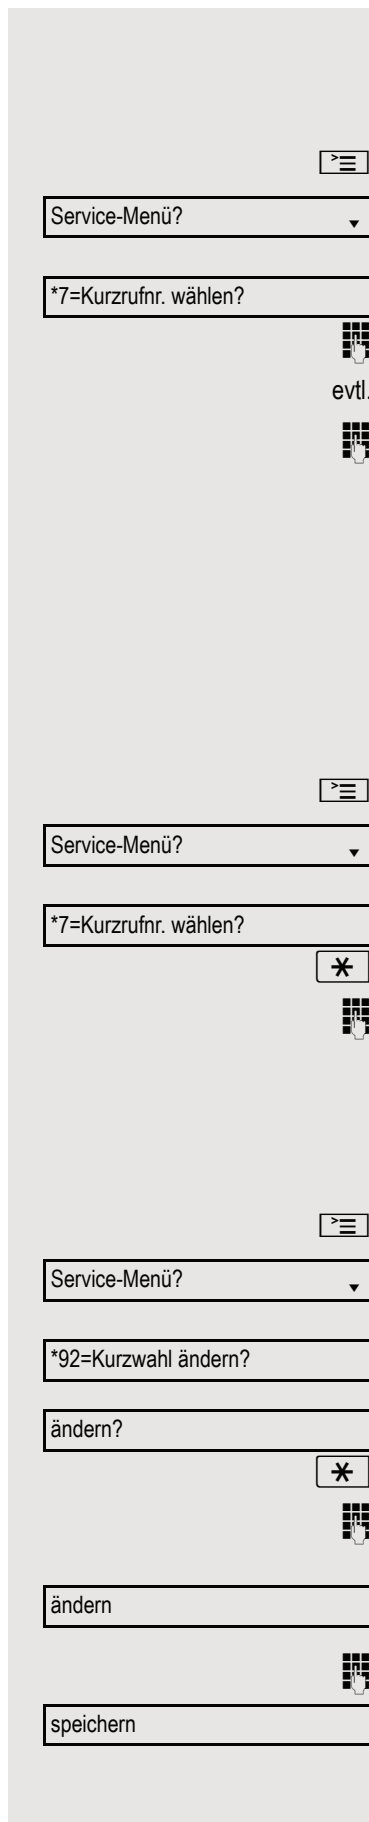 Service-Menü?
*7=Kurzrufnr. wählen?
evtl.
Service-Menü?
*7=Kurzrufnr. wählen?
Service-Menü?
*92=Kurzwahl ändern?
ändern?
ändern
speichern